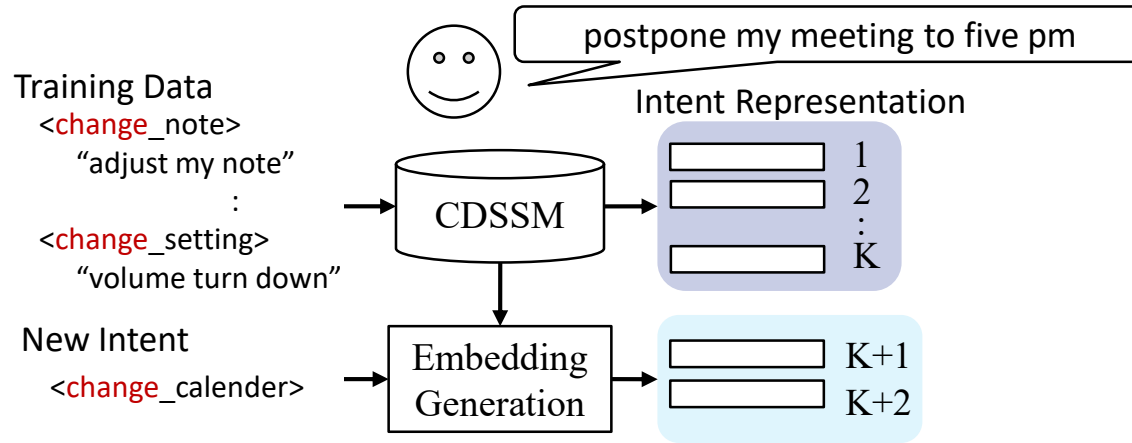 postpone my meeting to five pm
Training Data
<change_note>
“adjust my note”
:
<change_setting>
“volume turn down”
CDSSM
Intent Representation
1
2
:
K
New Intent
<change_calender>
Embedding
Generation
K+1
K+2